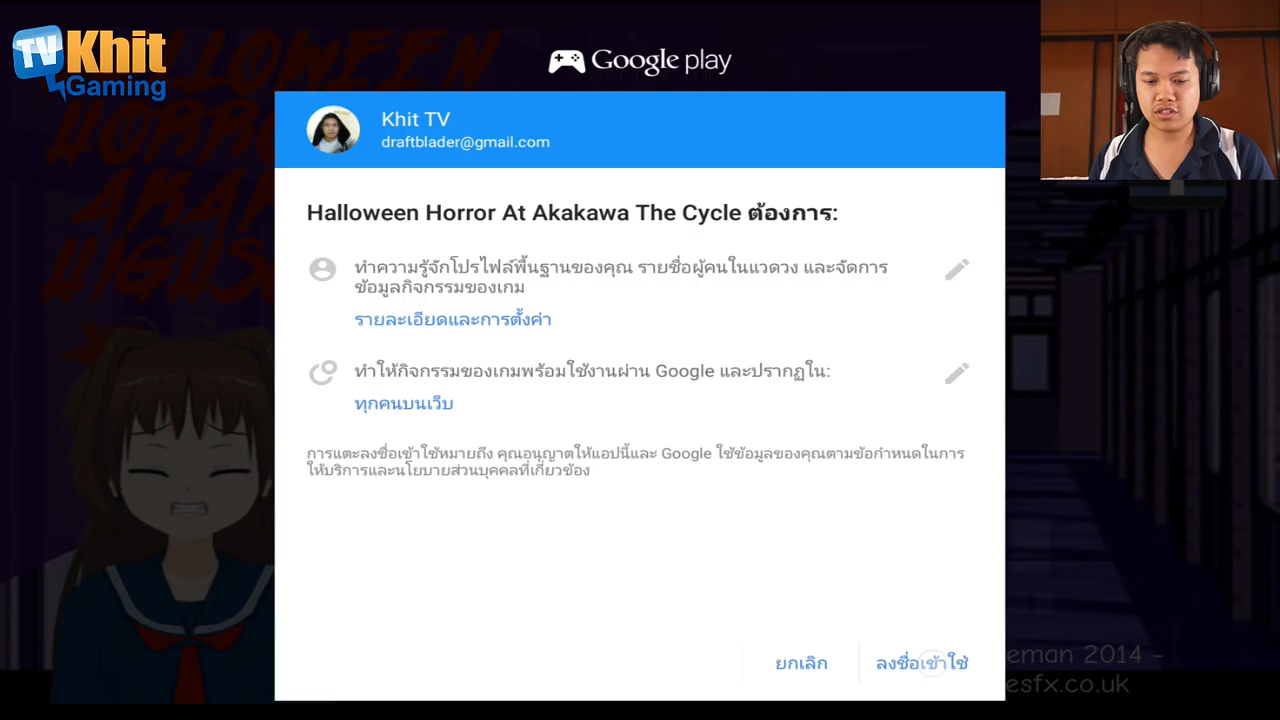 TV Khit
Gaming
Google play
Khit TV
draftblader@gmail.com
Halloween Horror At Akakawa The Cycle ต้องการ:
ทำความรู้จักโปรไฟล์พื้นฐานของคุณ รายชื่อผู้คนในแวดวง และจัดการ
ข้อมูลกิจกรรมของเกม
รายละเอียดและการตั้งค่า
ทำให้กิจกรรมของเกมพร้อมใช้งานผ่าน Google และปรากฏใน:
ทุกคนบนเว็บ
การแตะลงชื่อเข้าใช้หมายถึง คุณอนุญาตให้แอปนี้และ Google ใช้ข้อมูลของคุณตามข้อกำหนดในการ
ให้บริการและนโยบายส่วนบุคคลที่เกี่ยวข้อง
ยกเลิก
ลงชื่อเข้าใช้
eman 2014 -
esfx.co.uk